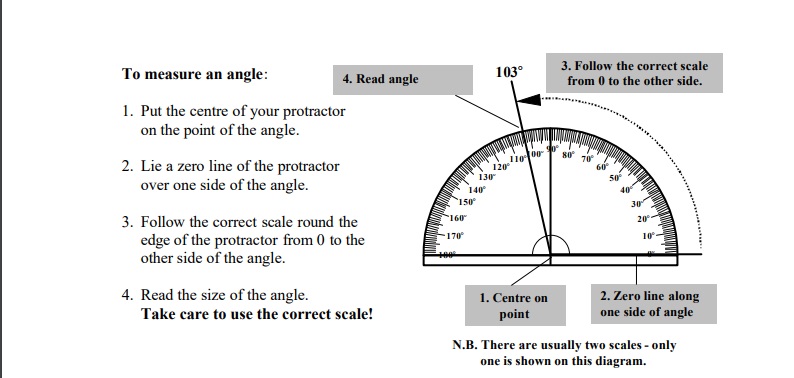 To measure an angle:
1. Put the centre of your protractor
on the point of the angle.
2. Lie a zero line of the protractor
over one side of the angle.
3. Follow the correct scale round the
edge of the protractor from 0 to the
other side of the angle.
4. Read the size of the angle.
Take care to use the correct scale!
4. Read angle
103°
3. Follow the correct scale
from 0 to the other side.
180°
170°
160°
150°
140°
130°
120°
110°
100°
90°
80°
70°
60°
50°
40°
30°
20°
10°
0°
1. Centre on
point
2. Zero line along
one side of angle
N.B. There are usually two scales - only
one is shown on this diagram.